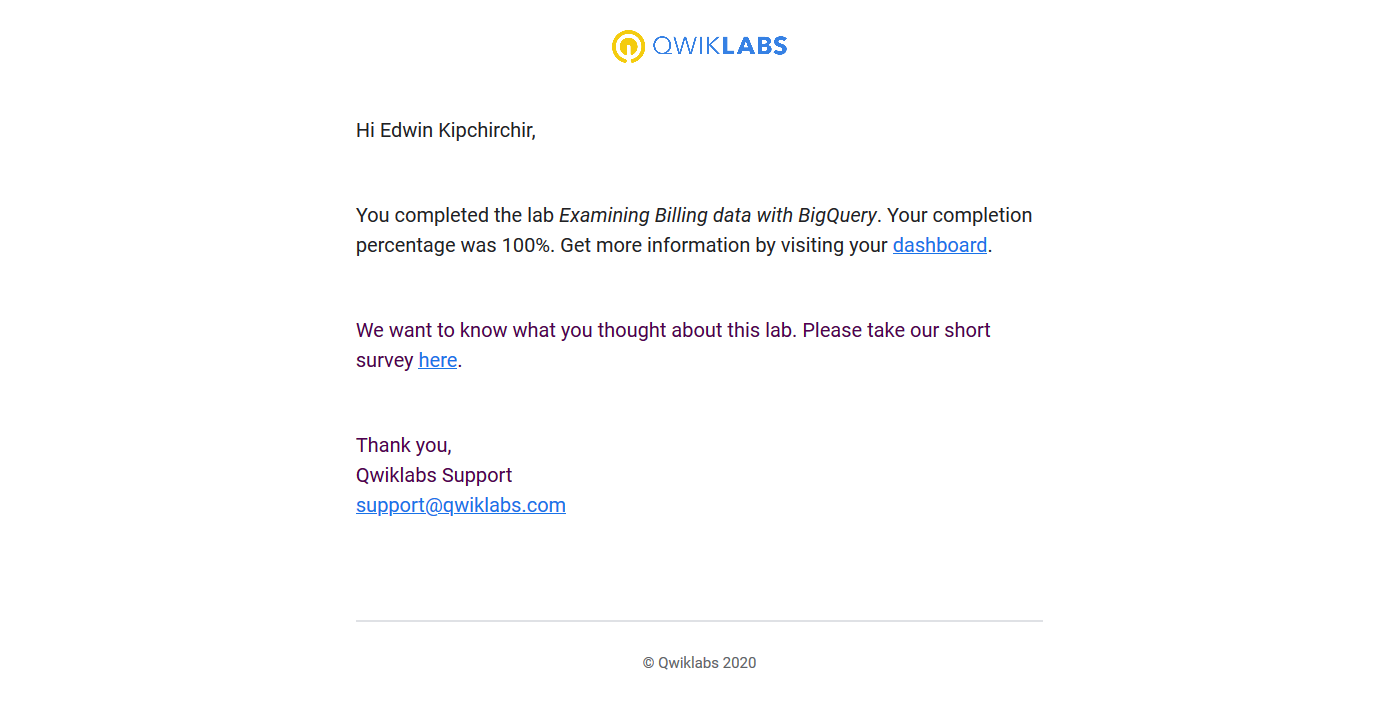 QWIKLABS
Hi Edwin Kipchirchir,
You completed the lab Examining Billing data with BigQuery. Your completion
percentage was 100%. Get more information by visiting your dashboard.
We want to know what you thought about this lab. Please take our short
survey here.
Thank you,
Qwiklabs Support
support@qwiklabs.com
© Qwiklabs 2020